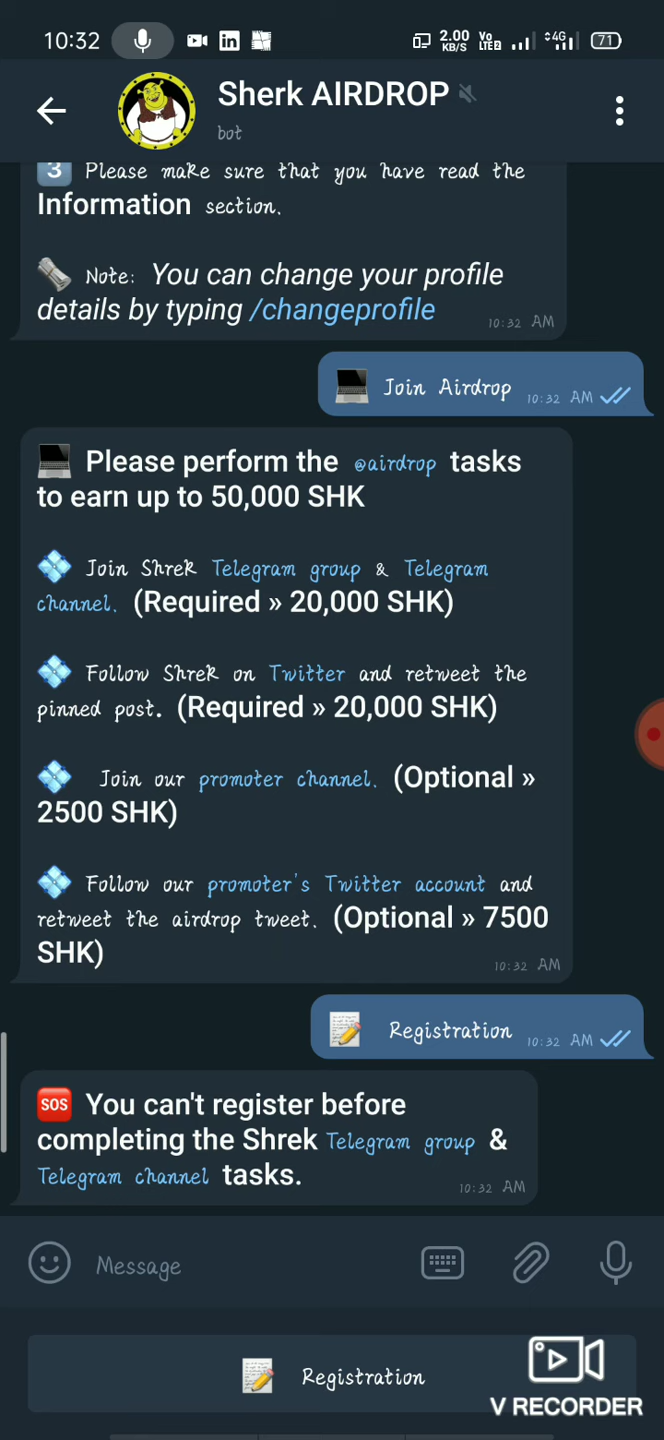 10:32
2.00
KB/S
Vo
LTE2
4G
71
Sherk AIRDROP
bot
3 Please make sure that you have read the
Information section.
Note: You can change your profile
details by typing /changeprofile
10:32 AM
Join Airdrop 10:32 AM
Please perform the @airdrop tasks
to earn up to 50,000 SHK
Join Shrek Telegram group & Telegram
channel. (Required » 20,000 SHK)
Follow Shrek on Twitter and retweet the
pinned post. (Required » 20,000 SHK)
Join our promoter channel. (Optional »
2500 SHK)
Follow our promoter's Twitter account and
retweet the airdrop tweet. (Optional » 7500
SHK)
10:32 AM
Registration 10:32 AM
SOS You can't register before
completing the Shrek Telegram group &
Telegram channel tasks.
10:32 AM
Message
Registration
V RECORDER